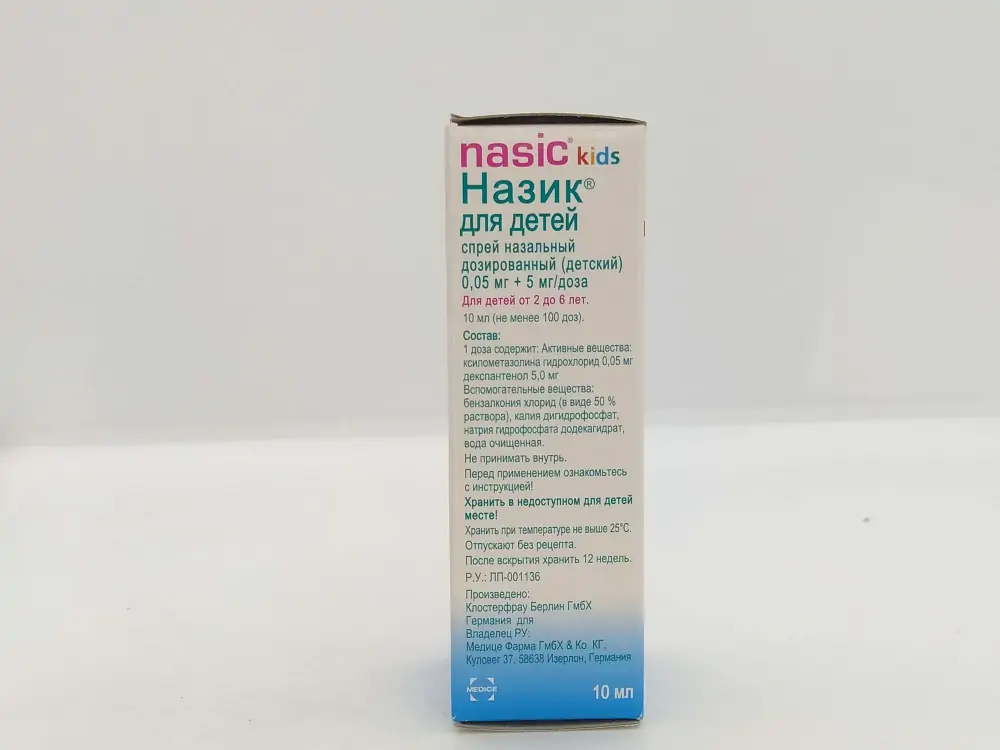 nasic® kids
Назик®
для детей
спрей назальный
дозированный (детский)
0,05 мг + 5 мг/доза
Для детей от 2 до 6 лет.
10 мл (не менее 100 доз).
Состав:
1 доза содержит: Активные вещества:
ксилометазолина гидрохлорид 0,05 мг
декспантенол 5,0 мг
Вспомогательные вещества:
бензалкония хлорид (в виде 50 %
раствора), калия дигидрофосфат,
натрия гидрофосфата додекагидрат,
вода очищенная.
Не принимать внутрь.
Перед применением ознакомьтесь
с инструкцией!
Хранить в недоступном для детей
месте!
Хранить при температуре не выше 25°С.
Отпускают без рецепта.
После вскрытия хранить 12 недель.
Р.У.: ЛП-001136
Произведено:
Клостерфрау Берлин ГмбХ
Германия для
Владелец РУ:
Медице Фарма ГмбХ & Ко. КГ,
Куловег 37, 58638 Изерлон, Германия
MEDICE
10 мл